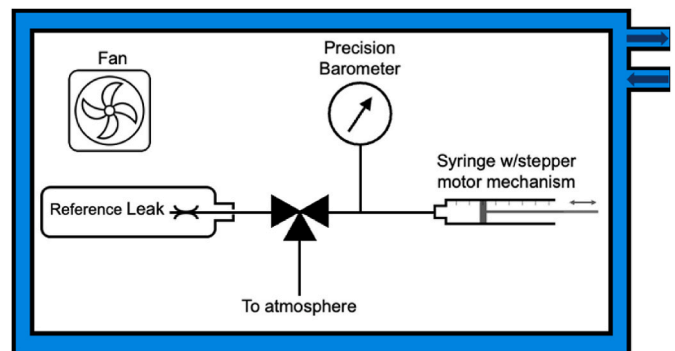 Fan
Precision
Barometer
Syringe w/stepper
motor mechanism
Reference Leak
To atmosphere